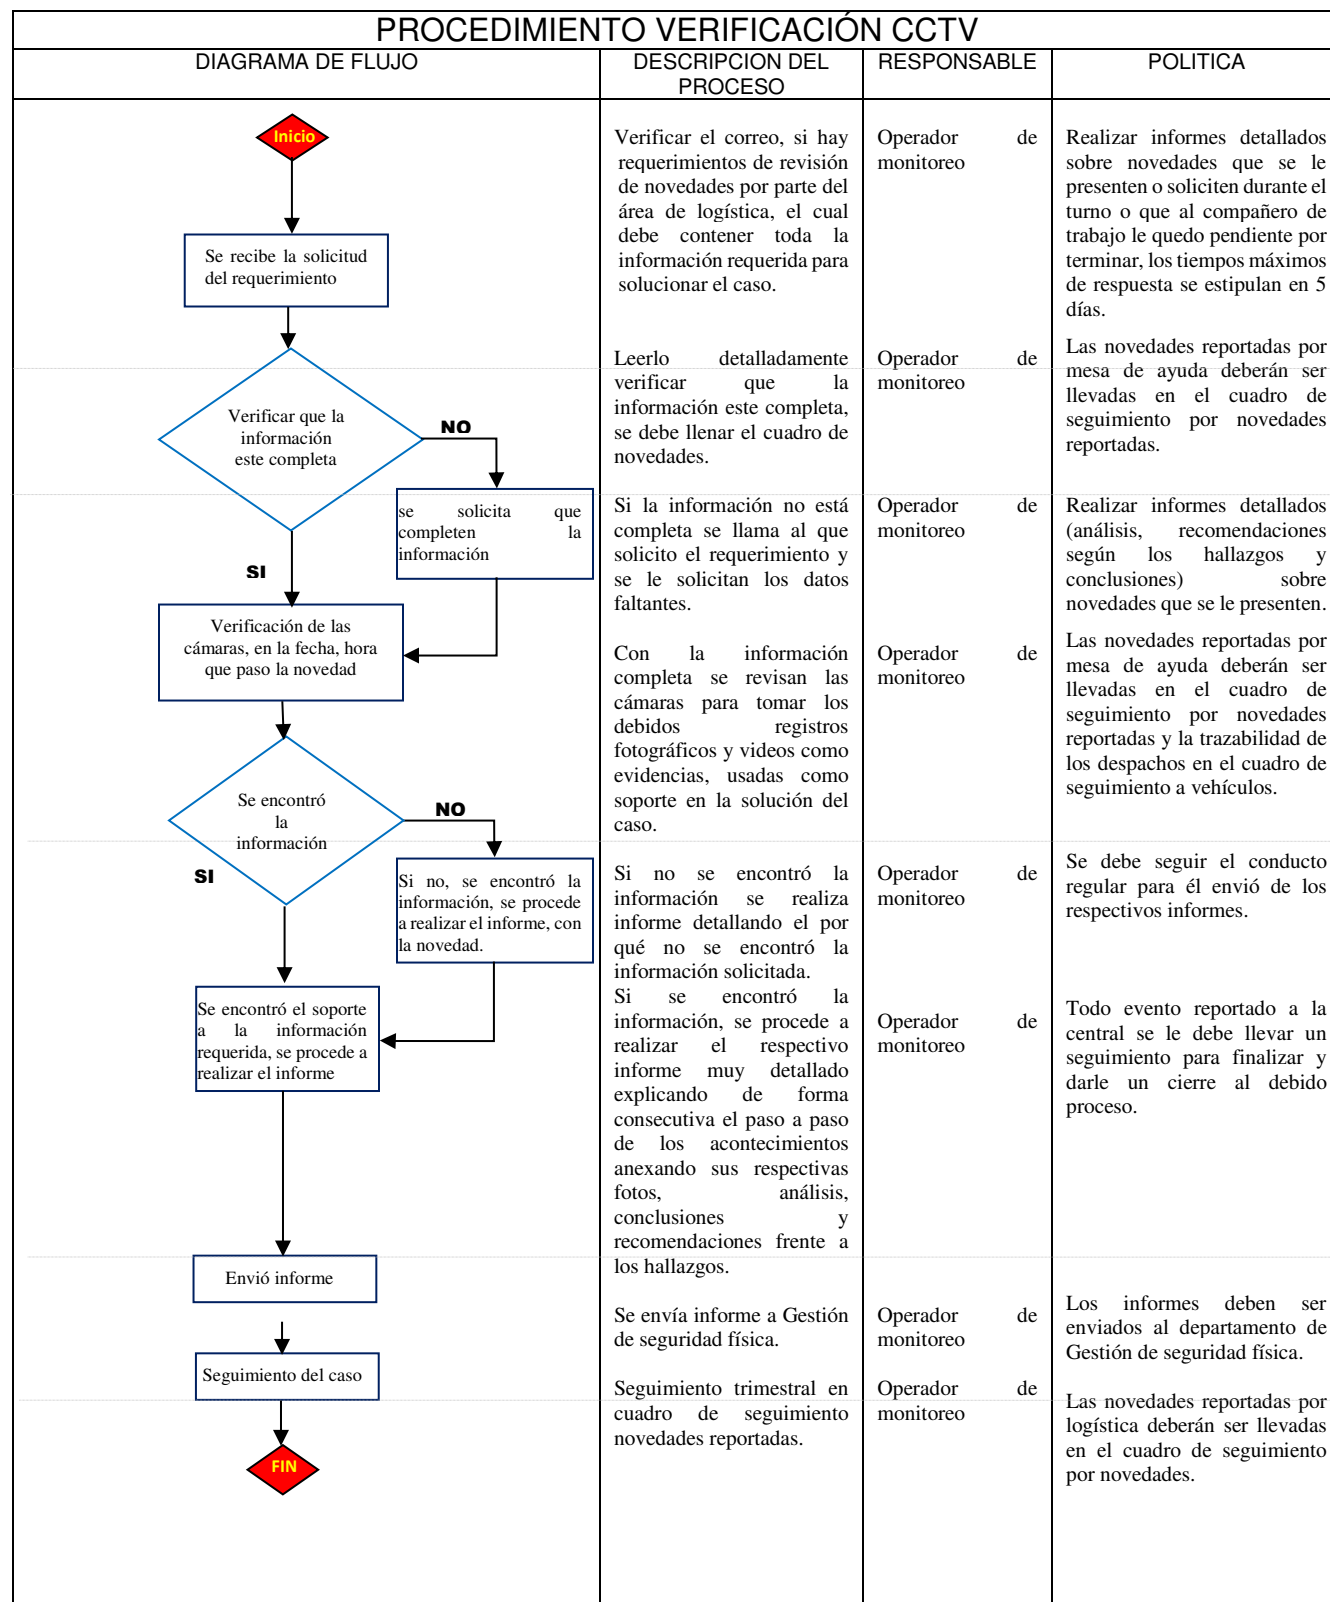 PROCEDIMIENTO VERIFICACIÓN CCTV
DIAGRAMA DE FLUJO
DESCRIPCION DEL
PROCESO
RESPONSABLE
POLITICA
Inicio
Se recibe la solicitud
del requerimiento
Verificar que la
información
este completa
NO
se solicita que
completen la
información
SI
Verificación de las
cámaras, en la fecha, hora
que paso la novedad
Se encontró
la
información
NO
SI
Si no, se encontró la
información, se procede
a realizar el informe, con
la novedad.
Se encontró el soporte
a la información
requerida, se procede a
realizar el informe
Envió informe
Seguimiento del caso
FIN
Verificar el correo, si hay
requerimientos de revisión
de novedades por parte del
área de logística, el cual
debe contener toda la
información requerida para
solucionar el caso.
Leerlo detalladamente
verificar que la
información este completa,
se debe llenar el cuadro de
novedades.
Si la información no está
completa se llama al que
solicito el requerimiento y
se le solicitan los datos
faltantes.
Con la información
completa se revisan las
cámaras para tomar los
debidos registros
fotográficos y videos como
evidencias, usadas como
soporte en la solución del
caso.
Si no se encontró la
información se realiza
informe detallando el por
qué no se encontró la
información solicitada.
Si se encontró la
información, se procede a
realizar el respectivo
informe muy detallado
explicando de forma
consecutiva el paso a paso
de los acontecimientos
anexando sus respectivas
fotos, análisis,
conclusiones y
recomendaciones frente a
los hallazgos.
Se envía informe a Gestión
de seguridad física.
Seguimiento trimestral en
cuadro de seguimiento
novedades reportadas.
Operador de
monitoreo
Operador de
monitoreo
Operador de
monitoreo
Operador de
monitoreo
Operador de
monitoreo
Operador de
monitoreo
Operador de
monitoreo
Operador de
monitoreo
Realizar informes detallados
sobre novedades que se le
presenten o soliciten durante el
turno o que al compañero de
trabajo le quedo pendiente por
terminar, los tiempos máximos
de respuesta se estipulan en 5
días.
Las novedades reportadas por
mesa de ayuda deberán ser
llevadas en el cuadro de
seguimiento por novedades
reportadas.
Realizar informes detallados
(análisis, recomendaciones
según los hallazgos y
conclusiones) sobre
novedades que se le presenten.
Las novedades reportadas por
mesa de ayuda deberán ser
llevadas en el cuadro de
seguimiento por novedades
reportadas y la trazabilidad de
los despachos en el cuadro de
seguimiento a vehículos.
Se debe seguir el conducto
regular para él envió de los
respectivos informes.
Todo evento reportado a la
central se le debe llevar un
seguimiento para finalizar y
darle un cierre al debido
proceso.
Los informes deben ser
enviados al departamento de
Gestión de seguridad física.
Las novedades reportadas por
logística deberán ser llevadas
en el cuadro de seguimiento
por novedades.